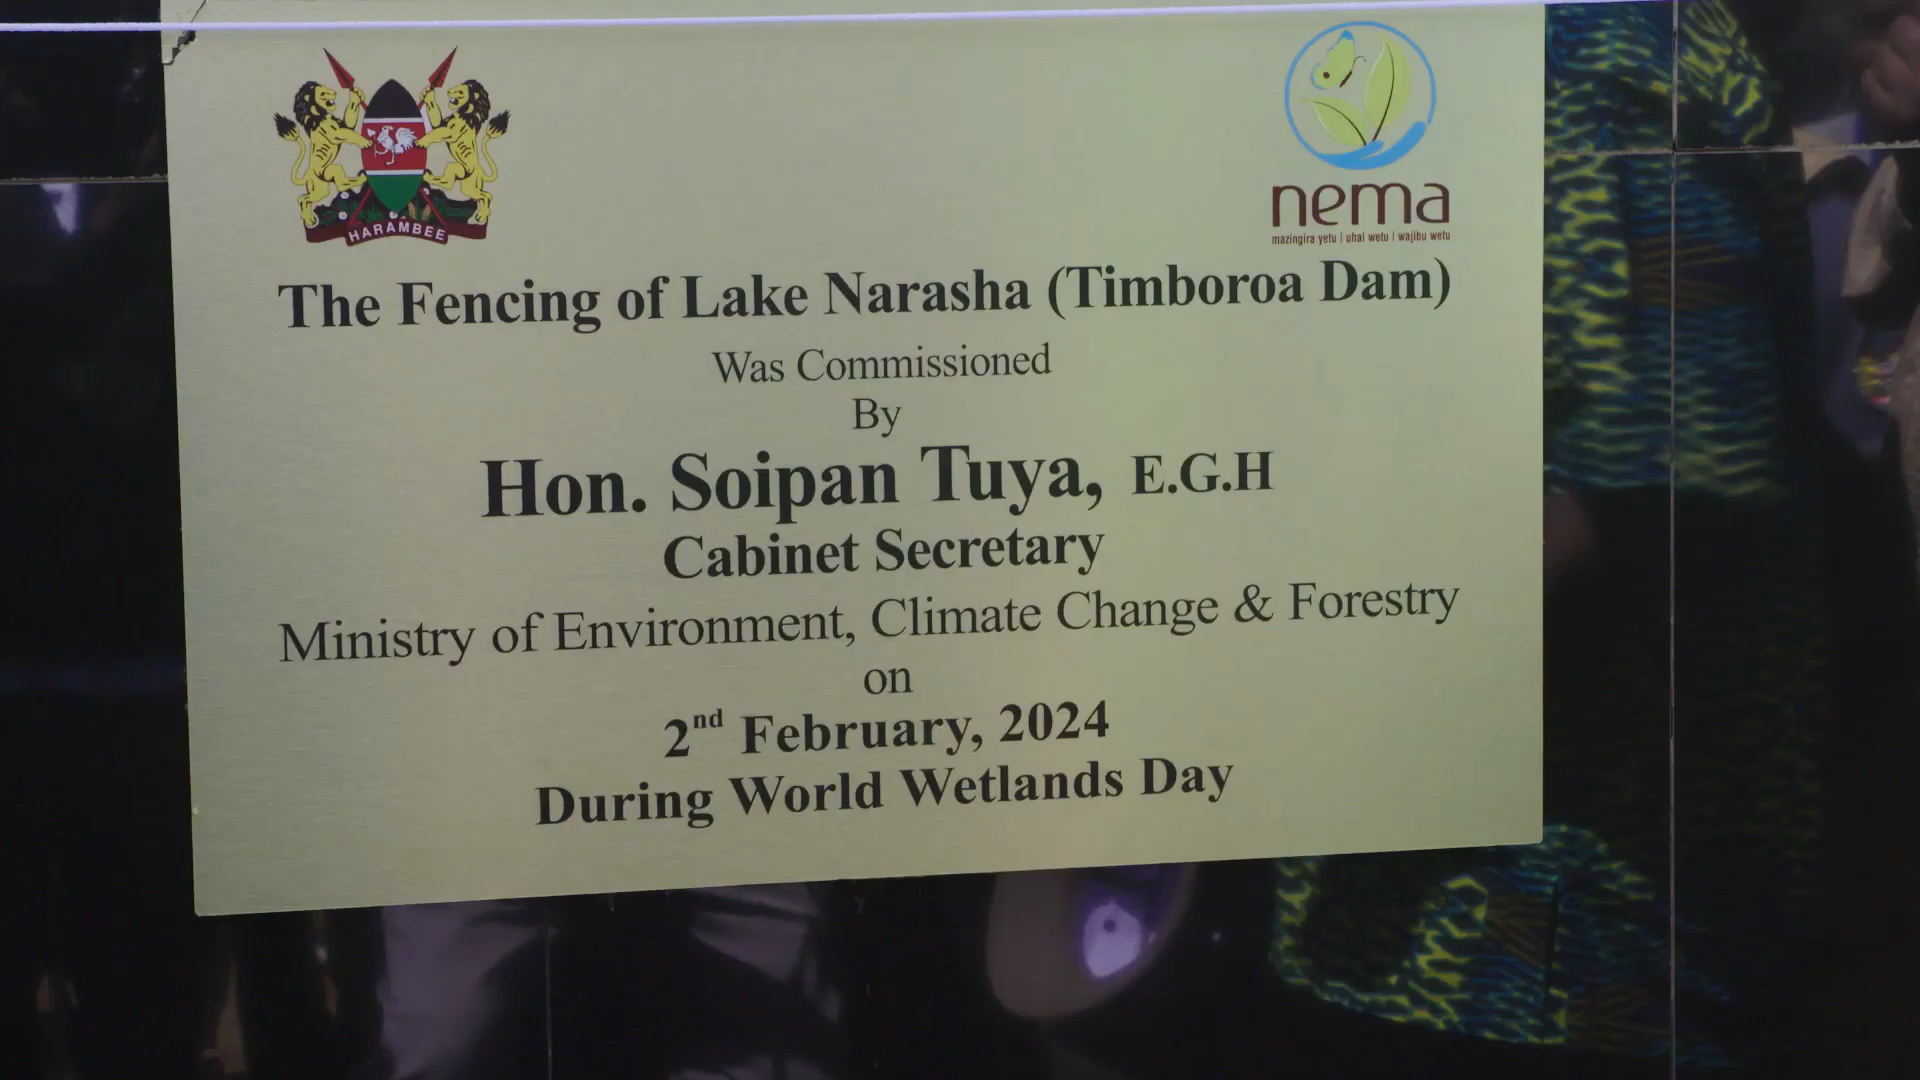 HARAMBEE
nema
mazingira yetu | uhai wetu | wajibu wetu
The Fencing of Lake Narasha (Timboroa Dam)
Was Commissioned
By
Hon. Soipan Tuya, E.G.H
Cabinet Secretary
Ministry of Environment, Climate Change & Forestry
on
2nd February, 2024
During World Wetlands Day